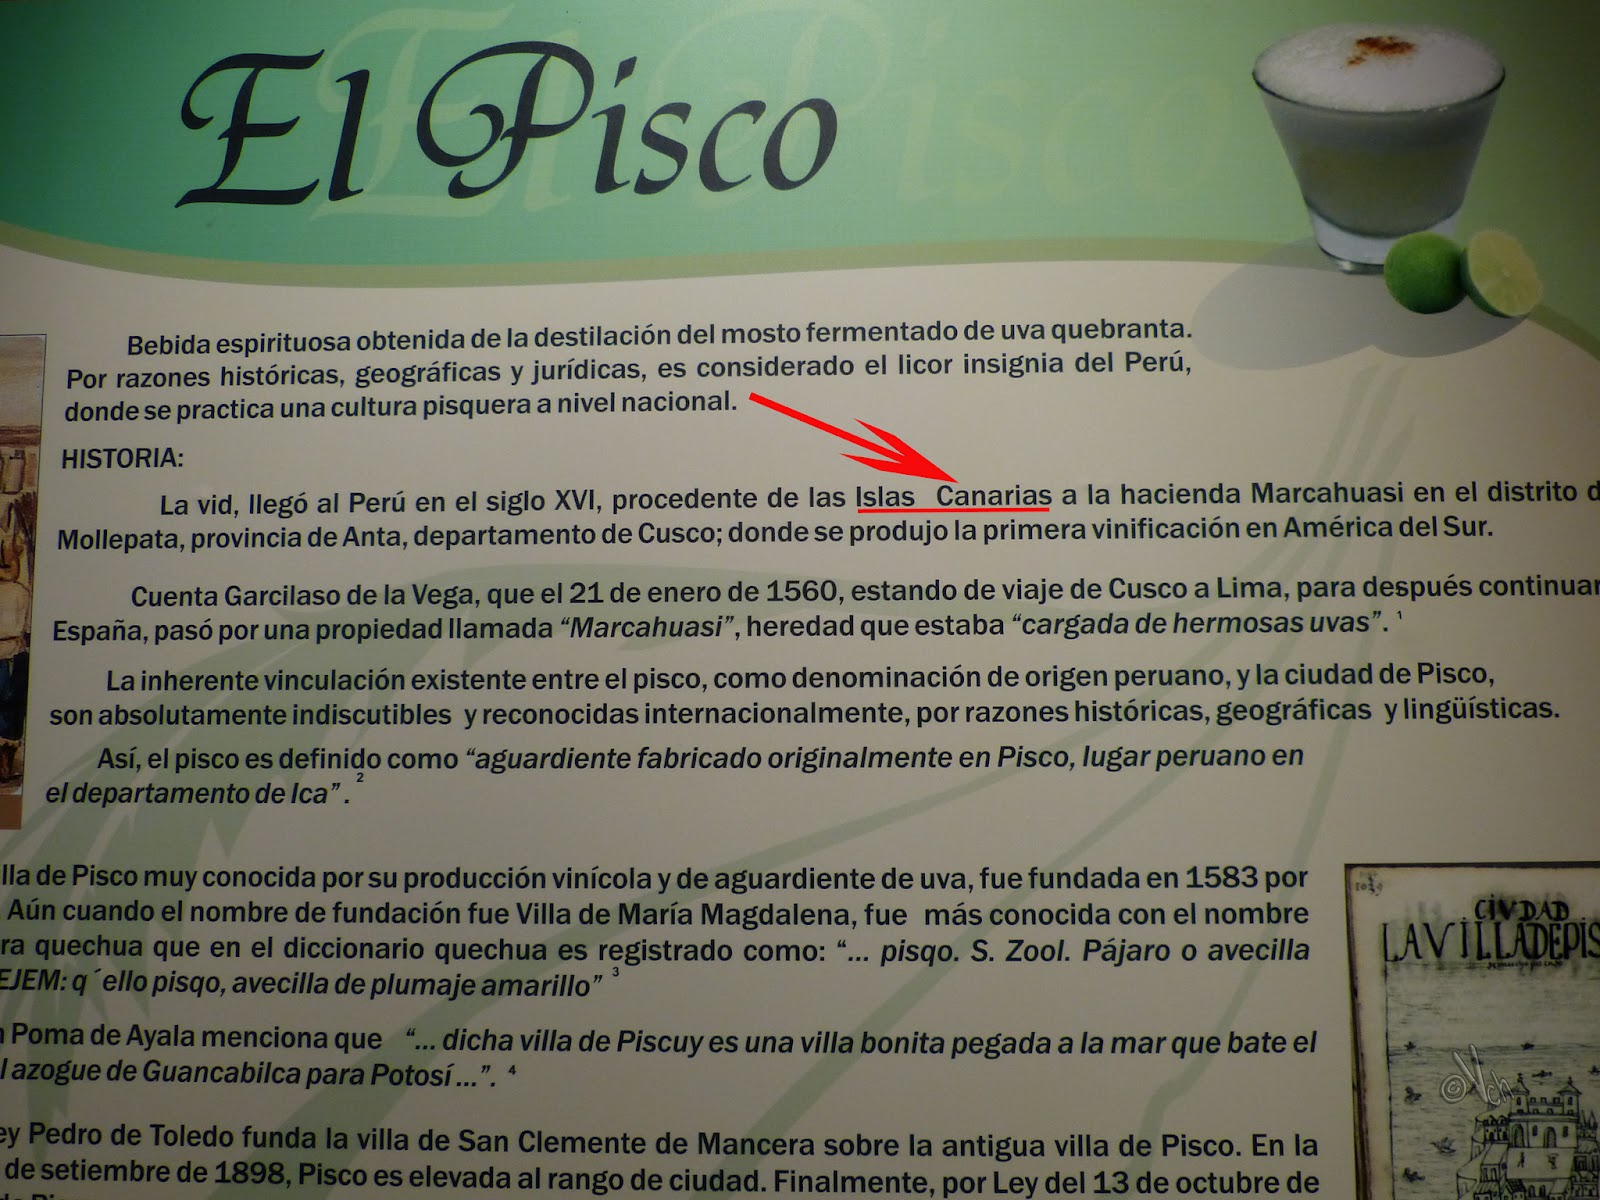 El Pisco
Bebida espirituosa obtenida de la destilación del mosto fermentado de uva quebranta.
Por razones históricas, geográficas y jurídicas, es considerado el licor insignia del Perú,
donde se practica una cultura pisquera a nivel nacional.
HISTORIA:
La vid, llegó al Perú en el siglo XVI, procedente de las Islas Canarias a la hacienda Marcahuasi en el distrito d
Mollepata, provincia de Anta, departamento de Cusco; donde se produjo la primera vinificación en América del Sur.
Cuenta Garcilaso de la Vega, que el 21 de enero de 1560, estando de viaje de Cusco a Lima, para después continuar
España, pasó por una propiedad llamada “Marcahuasi”, heredad que estaba “cargada de hermosas uvas”. 1
La inherente vinculación existente entre el pisco, como denominación de origen peruano, y la ciudad de Pisco,
son absolutamente indiscutibles y reconocidas internacionalmente, por razones históricas, geográficas y lingüísticas.
Así, el pisco es definido como “aguardiente fabricado originalmente en Pisco, lugar peruano en
el departamento de Ica”. 2
lla de Pisco muy conocida por su producción vinícola y de aguardiente de uva, fue fundada en 1583 por
. Aún cuando el nombre de fundación fue Villa de María Magdalena, fue más conocida con el nombre
ra quechua que en el diccionario quechua es registrado como: “... pisqo. S. Zool. Pájaro o avecilla
EJEM: q´ello pisqo, avecilla de plumaje amarillo” 3
n Poma de Ayala menciona que “... dicha villa de Piscuy es una villa bonita pegada a la mar que bate el
l azogue de Guancabilca para Potosí ...”. 4
ey Pedro de Toledo funda la villa de San Clemente de Mancera sobre la antigua villa de Pisco. En la
de setiembre de 1898, Pisco es elevada al rango de ciudad. Finalmente, por Ley del 13 de octubre de
CIVDAD
LAVILLADEPIS
©Vch